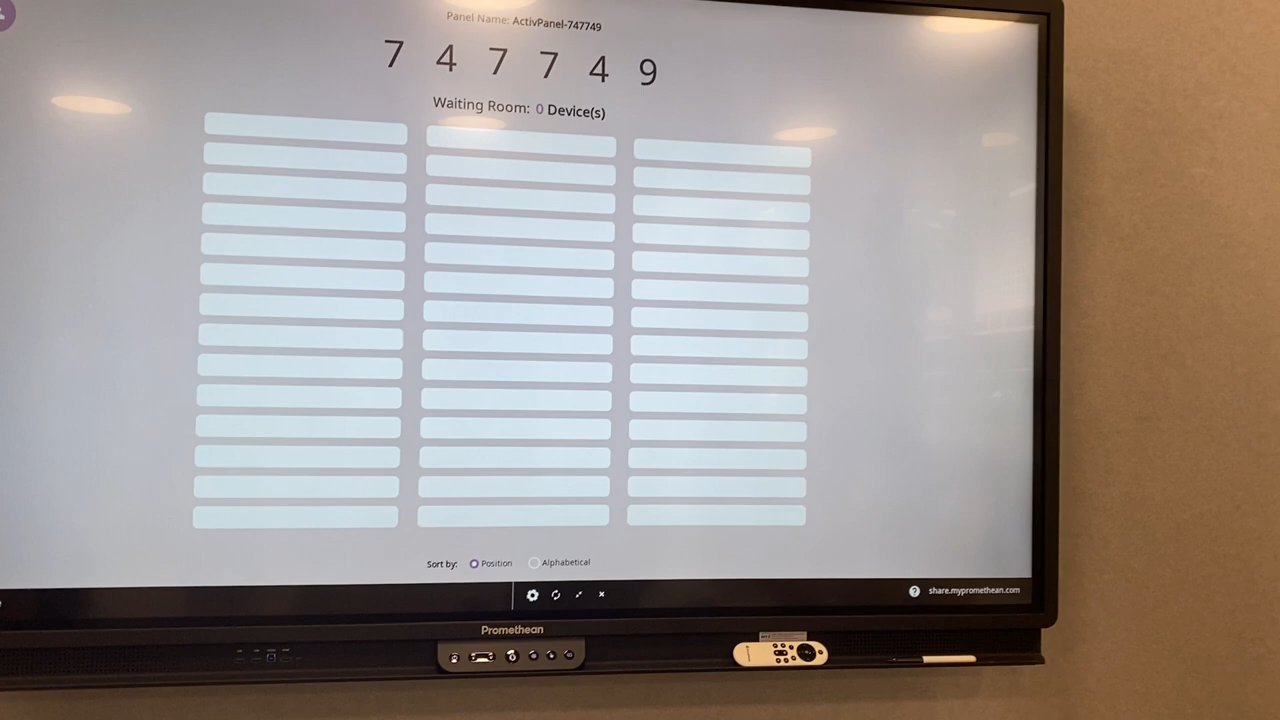 Panel Name: ActivPanel-747749
7 4 7 7 4 9
Waiting Room: 0 Device(s)
Sort by: Position Alphabetical
? share.mypromethean.com
Promethean